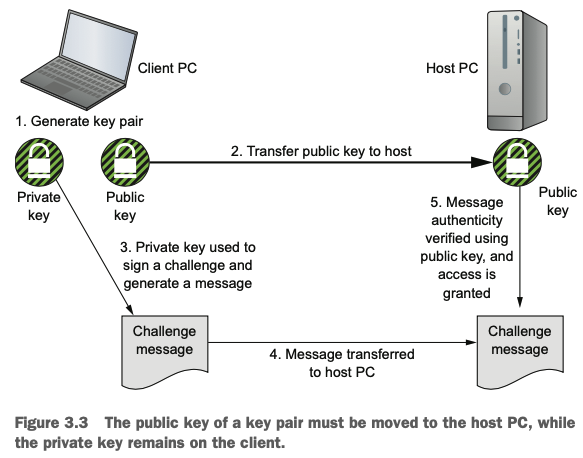 Client PC
Host PC
1. Generate key pair
2. Transfer public key to host
Private
key
Public
key
Public
key
3. Private key used to
sign a challenge and
generate a message
5. Message
authenticity
verified using
public key, and
access is
granted
Challenge
message
4. Message transferred
to host PC
Challenge
message
Figure 3.3 The public key of a key pair must be moved to the host PC, while
the private key remains on the client.